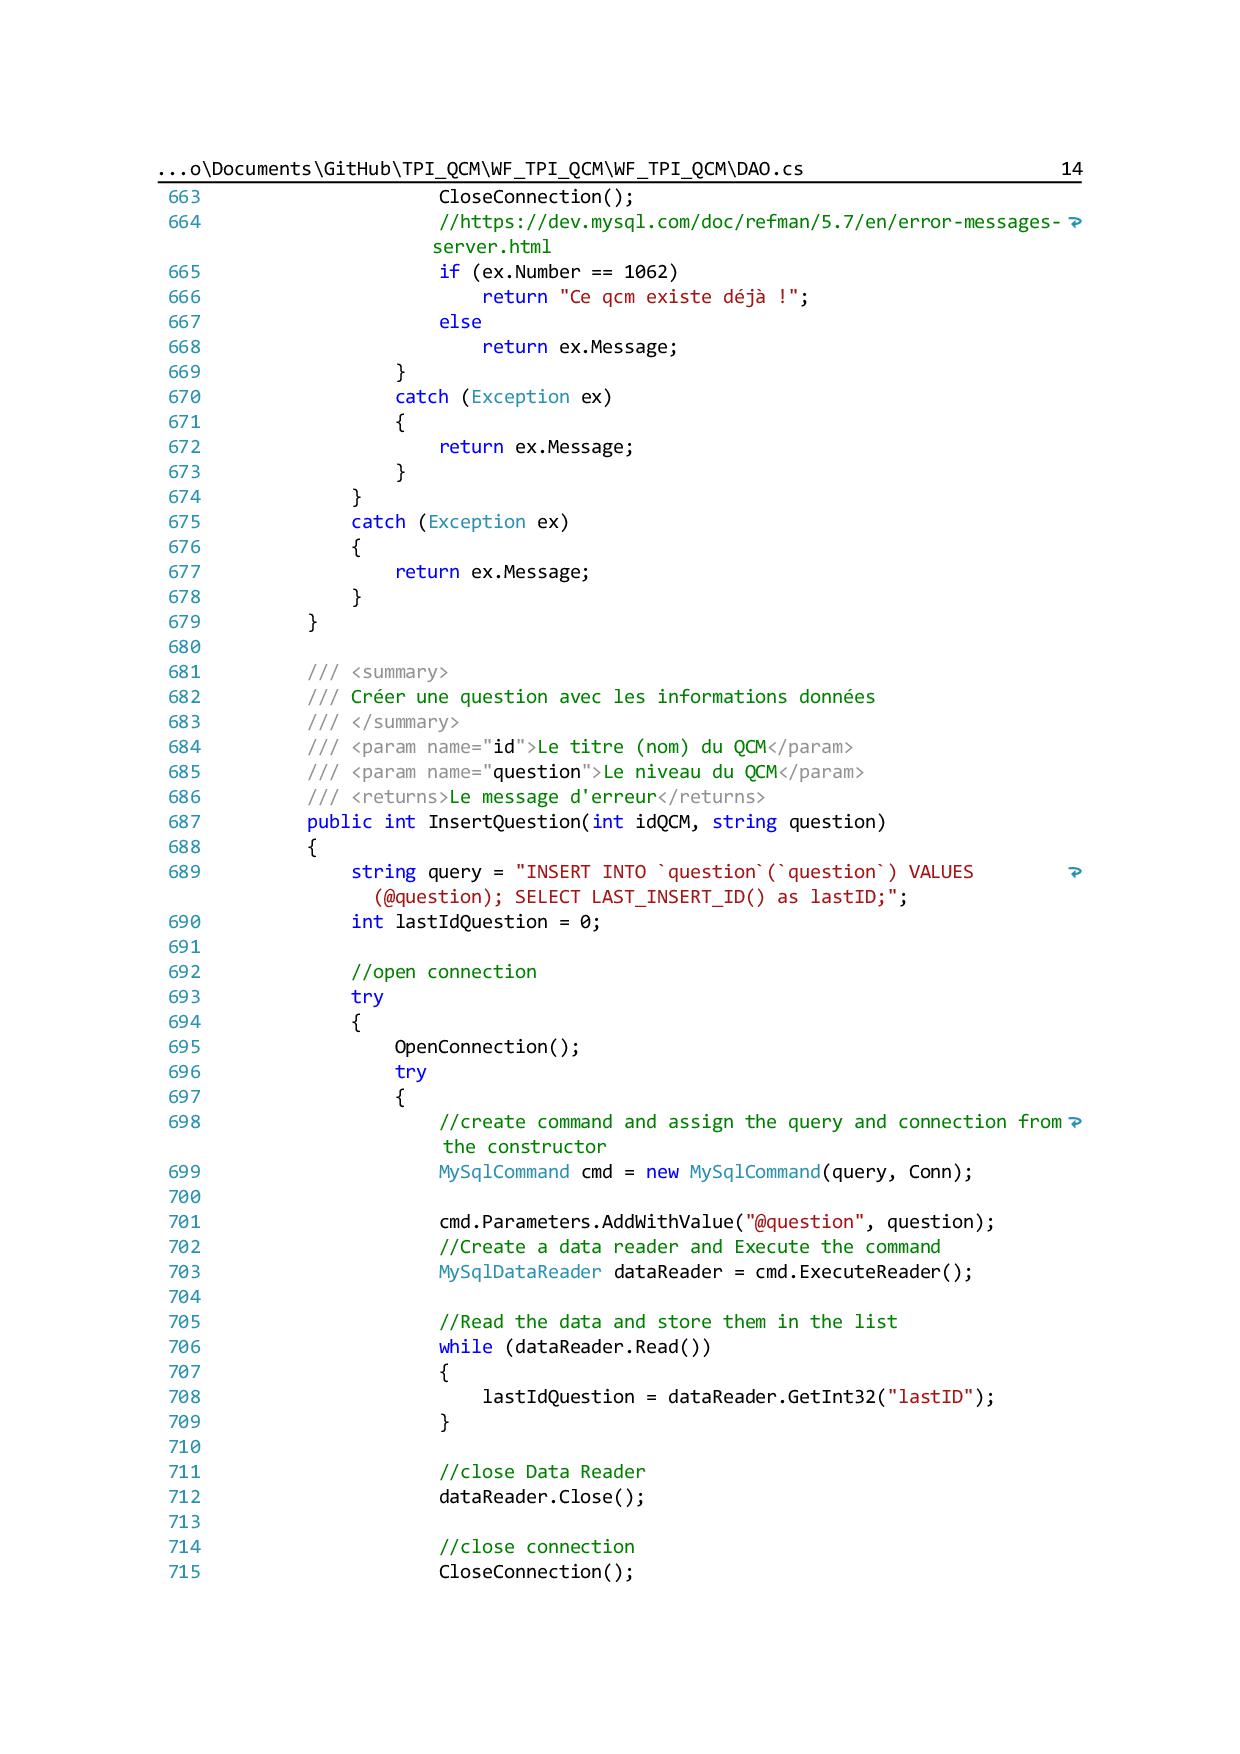 ...o\Documents\GitHub\TPI_QCM\WF_TPI_QCM\WF_TPI_QCM\DAO.cs 14
663 CloseConnection();
664 //https://dev.mysql.com/doc/refman/5.7/en/error-messages-
server.html
665 if (ex.Number == 1062)
666 return "Ce qcm existe déjà !";
667 else
668 return ex.Message;
669 }
670 catch (Exception ex)
671 {
672 return ex.Message;
673 }
674 }
675 catch (Exception ex)
676 {
677 return ex.Message;
678 }
679 }
680
681 /// <summary>
682 /// Créer une question avec les informations données
683 /// </summary>
684 /// <param name="id">Le titre (nom) du QCM</param>
685 /// <param name="question">Le niveau du QCM</param>
686 /// <returns>Le message d'erreur</returns>
687 public int InsertQuestion(int idQCM, string question)
688 {
689 string query = "INSERT INTO `question`(`question`) VALUES
(@question); SELECT LAST_INSERT_ID() as lastID;";
690 int lastIdQuestion = 0;
691
692 //open connection
693 try
694 {
695 OpenConnection();
696 try
697 {
698 //create command and assign the query and connection from
the constructor
699 MySqlCommand cmd = new MySqlCommand(query, Conn);
700
701 cmd.Parameters.AddWithValue("@question", question);
702 //Create a data reader and Execute the command
703 MySqlDataReader dataReader = cmd.ExecuteReader();
704
705 //Read the data and store them in the list
706 while (dataReader.Read())
707 {
708 lastIdQuestion = dataReader.GetInt32("lastID");
709 }
710
711 //close Data Reader
712 dataReader.Close();
713
714 //close connection
715 CloseConnection();